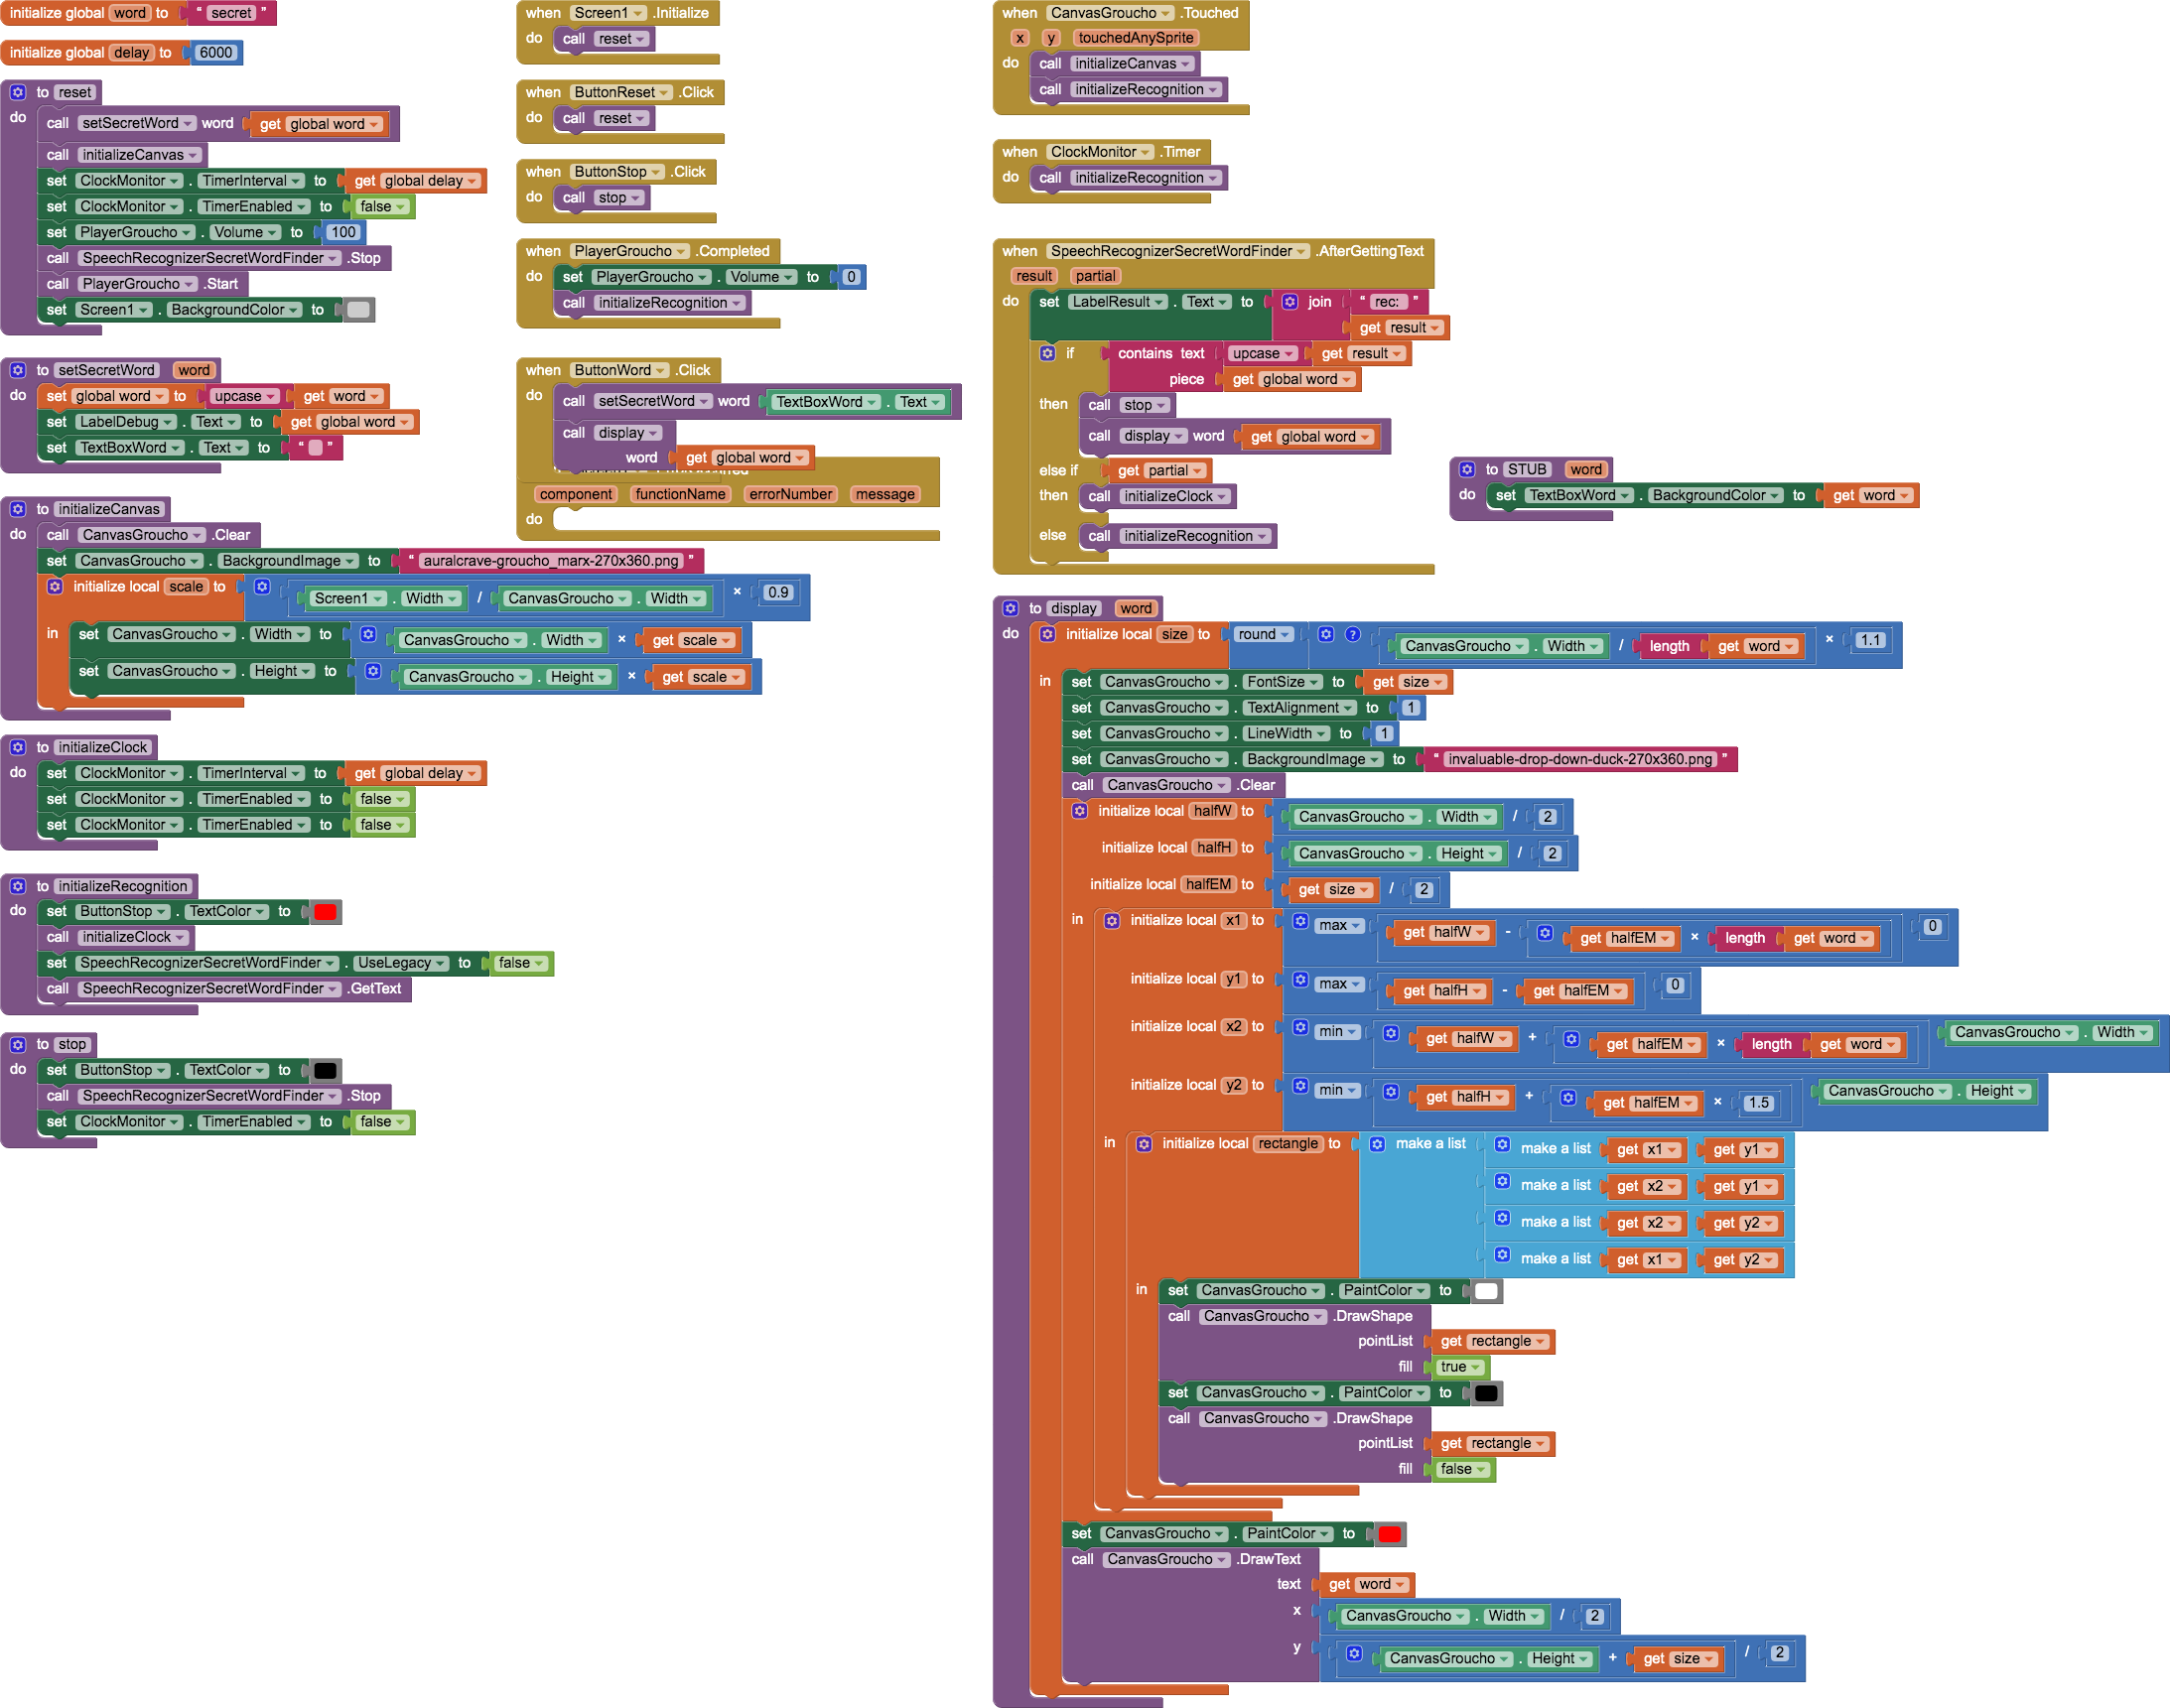 initialize global word to “ secret ”
initialize global delay to 6000
to reset
do call setSecretWord word get global word
call initializeCanvas
set ClockMonitor . TimerInterval to get global delay
set ClockMonitor . TimerEnabled to false
set PlayerGroucho . Volume to 100
call SpeechRecognizerSecretWordFinder .Stop
call PlayerGroucho .Start
set Screen1 . BackgroundColor to
to setSecretWord word
do set global word to upcase get word
set LabelDebug . Text to get global word
set TextBoxWord . Text to “ ”
to initializeCanvas
do call CanvasGroucho .Clear
set CanvasGroucho . BackgroundImage to “ auralcrave-groucho_marx-270x360.png ”
initialize local scale to Screen1 . Width / CanvasGroucho . Width × 0.9
in set CanvasGroucho . Width to CanvasGroucho . Width × get scale
set CanvasGroucho . Height to CanvasGroucho . Height × get scale
to initializeClock
do set ClockMonitor . TimerInterval to get global delay
set ClockMonitor . TimerEnabled to false
set ClockMonitor . TimerEnabled to false
to initializeRecognition
do set ButtonStop . TextColor to
call initializeClock
set SpeechRecognizerSecretWordFinder . UseLegacy to false
call SpeechRecognizerSecretWordFinder .GetText
to stop
do set ButtonStop . TextColor to
call SpeechRecognizerSecretWordFinder .Stop
set ClockMonitor . TimerEnabled to false
when Screen1 .Initialize
do call reset
when ButtonReset .Click
do call reset
when ButtonStop .Click
do call stop
when PlayerGroucho .Completed
do set PlayerGroucho . Volume to 0
call initializeRecognition
when ButtonWord .Click
do call setSecretWord word TextBoxWord . Text
call display
word get global word
component functionName errorNumber message
do
when CanvasGroucho .Touched
x y touchedAnySprite
do call initializeCanvas
call initializeRecognition
when ClockMonitor .Timer
do call initializeRecognition
when SpeechRecognizerSecretWordFinder .AfterGettingText
result partial
do set LabelResult . Text to join “ rec: ”
get result
if contains text upcase get result
piece get global word
then call stop
call display word get global word
else if get partial
then call initializeClock
else call initializeRecognition
to STUB word
do set TextBoxWord . BackgroundColor to get word
to display word
do initialize local size to round ? CanvasGroucho . Width / length get word × 1.1
in set CanvasGroucho . FontSize to get size
set CanvasGroucho . TextAlignment to 1
set CanvasGroucho . LineWidth to 1
set CanvasGroucho . BackgroundImage to “ invaluable-drop-down-duck-270x360.png ”
call CanvasGroucho .Clear
initialize local halfW to CanvasGroucho . Width / 2
initialize local halfH to CanvasGroucho . Height / 2
initialize local halfEM to get size / 2
in initialize local x1 to max get halfW - get halfEM × length get word 0
initialize local y1 to max get halfH - get halfEM 0
initialize local x2 to min get halfW + get halfEM × length get word CanvasGroucho . Width
initialize local y2 to min get halfH + get halfEM × 1.5 CanvasGroucho . Height
in initialize local rectangle to make a list make a list get x1 get y1
make a list get x2 get y1
make a list get x2 get y2
make a list get x1 get y2
in set CanvasGroucho . PaintColor to
call CanvasGroucho .DrawShape
pointList get rectangle
fill true
set CanvasGroucho . PaintColor to
call CanvasGroucho .DrawShape
pointList get rectangle
fill false
set CanvasGroucho . PaintColor to
call CanvasGroucho .DrawText
text get word
x CanvasGroucho . Width / 2
y CanvasGroucho . Height + get size / 2